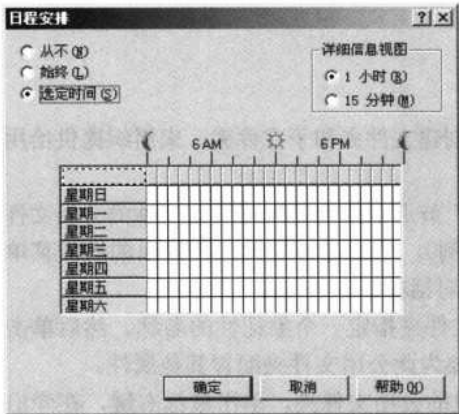 日程安排
从不(N)
始终(L)
选定时间(S)
详细信息视图
1 小时(R)
15 分钟(M)
6AM
6PM
星期日
星期一
星期二
星期三
星期四
星期五
星期六
确定
取消
帮助(H)